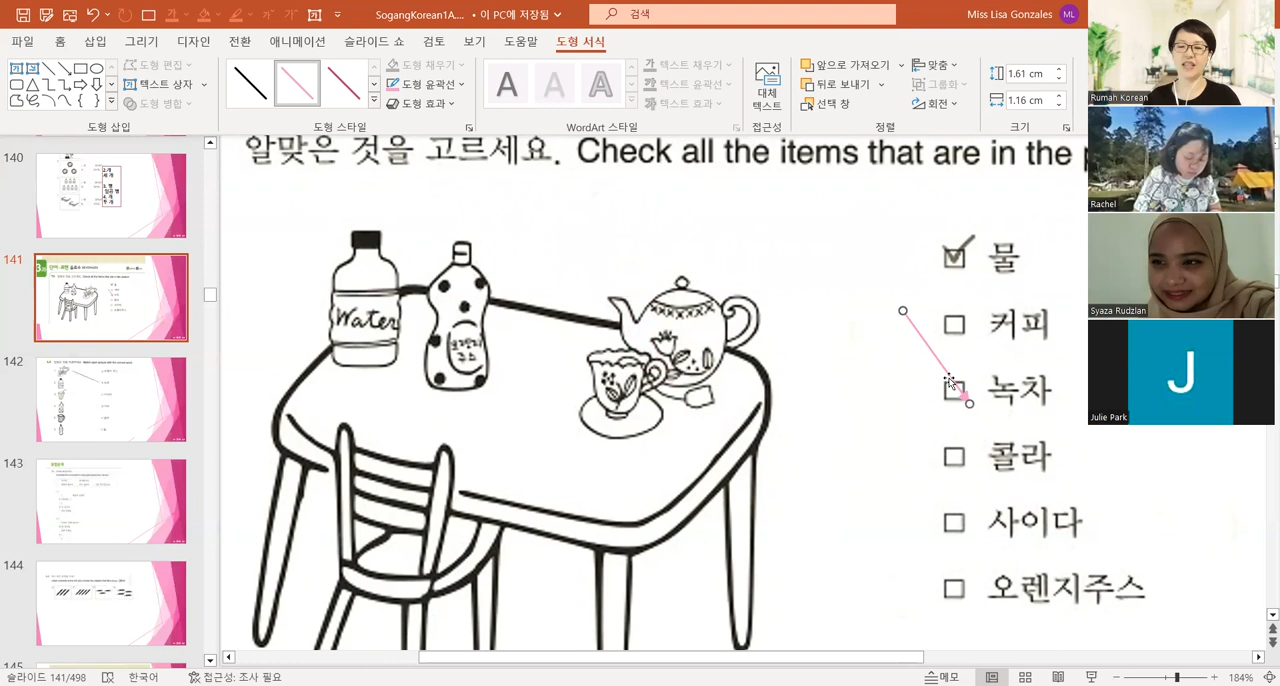 SogangKorean1A.... • 이 PC에 저장됨
검색
Miss Lisa Gonzales
ML
파일 홈 삽입 그리기 디자인 전환 애니메이션 슬라이드 쇼 검토 보기 도움말 도형 서식
도형 편집
텍스트 상자
도형 병합
도형 삽입
도형 채우기
도형 윤곽선
도형 효과
도형 스타일
A A A
텍스트 채우기
텍스트 윤곽선
텍스트 효과
WordArt 스타일
대체
텍스트
접근성
앞으로 가져오기
뒤로 보내기
선택 창
맞춤
그룹화
회전
정렬
1.61 cm
1.16 cm
크기
140
141
142
143
144
145
알맞은 것을 고르세요. Check all the items that are in the
Water
오렌지
주스
물
커피
녹차
콜라
사이다
오렌지주스
Rumah Korean
Rachel
Syaza Rudzlan
J
Julie Park
슬라이드 141/498
한국어
접근성: 조사 필요
메모
184%